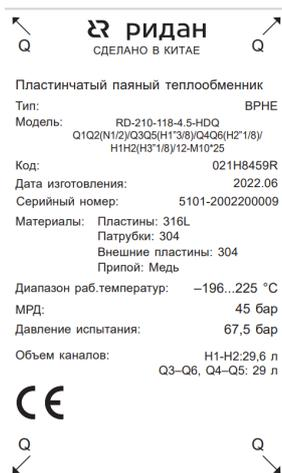 Q ридан Q
СДЕЛАНО В КИТАЕ
Пластинчатый паяный теплообменник
Тип: BPHE
Модель: RD-210-118-4.5-HDQ
Q1Q2(N1/2)/Q3Q5(H1"3/8)/Q4Q6(H2"1/8)/
H1H2(H3"1/8)/12-M10*25
Код: 021H8459R
Дата изготовления: 2022.06
Серийный номер: 5101-2002200009
Материалы: Пластины: 316L
Патрубки: 304
Внешние пластины: 304
Припой: Медь
Диапазон раб.температур: –196...225 °C
МРД: 45 бар
Давление испытания: 67,5 бар
Объем каналов: H1-H2:29,6 л
Q3–Q6, Q4–Q5: 29 л
CE
Q Q